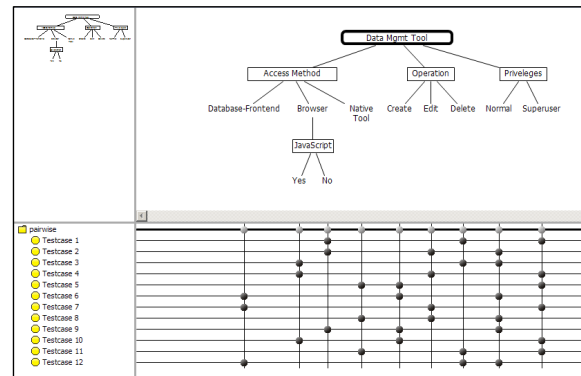 Data Mgmt Tool
Access Method Operation Priveleges
Database-Frontend Browser Native Tool Create Edit Delete Normal Superuser
JavaScript
Yes No
pairwise
Testcase 1
Testcase 2
Testcase 3
Testcase 4
Testcase 5
Testcase 6
Testcase 7
Testcase 8
Testcase 9
Testcase 10
Testcase 11
Testcase 12